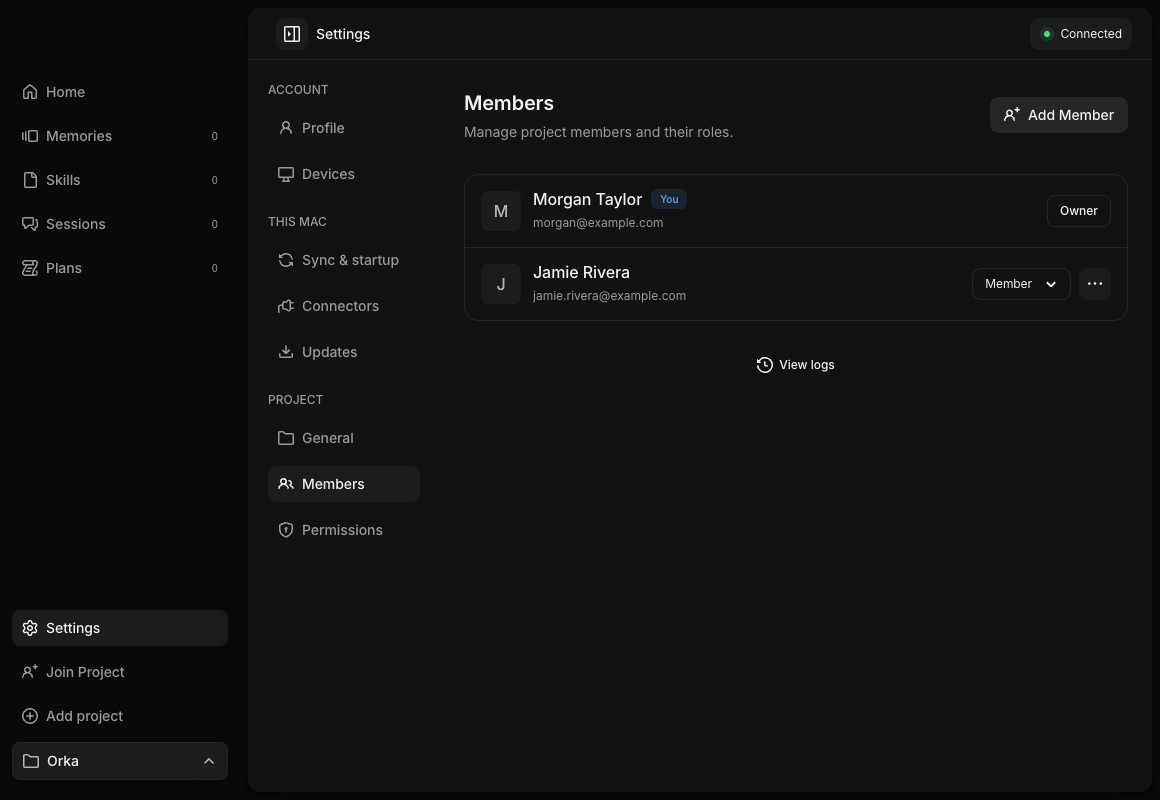 Settings
Connected
Home
Memories 0
Skills 0
Sessions 0
Plans 0
Settings
Join Project
Add project
Orka
ACCOUNT
Profile
Devices
THIS MAC
Sync & startup
Connectors
Updates
PROJECT
General
Members
Permissions
Members
Manage project members and their roles.
Add Member
M
Morgan Taylor You
morgan@example.com
Owner
J
Jamie Rivera
jamie.rivera@example.com
Member
View logs